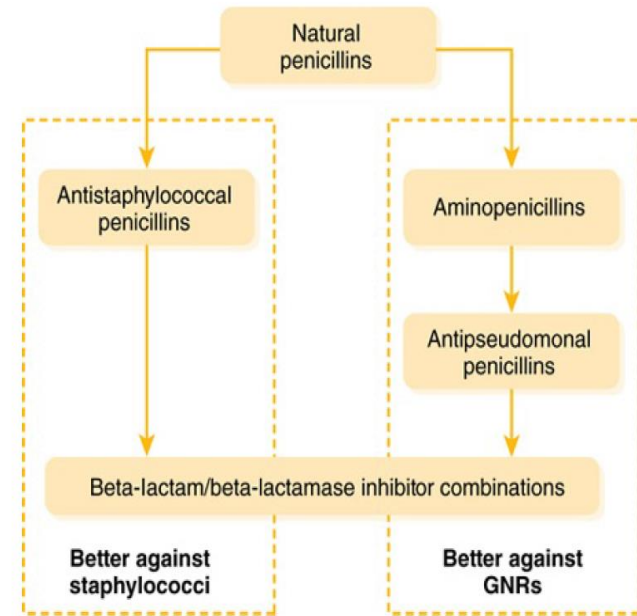 Natural
penicillins
Antistaphylococcal
penicillins
Aminopenicillins
Antipseudomonal
penicillins
Beta-lactam/beta-lactamase inhibitor combinations
Better against
staphylococci
Better against
GNRs